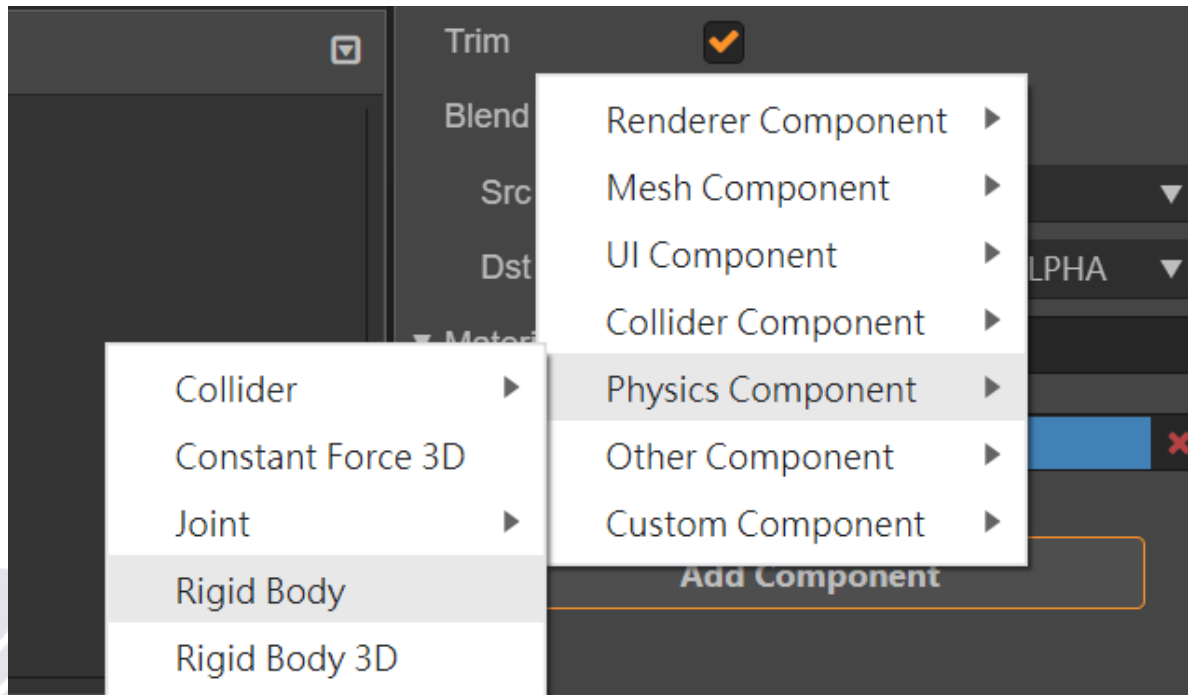 Trim
Blend
Src
Dst
LPHA
Materi
Renderer Component
Mesh Component
UI Component
Collider Component
Physics Component
Other Component
Custom Component
Collider
Constant Force 3D
Joint
Rigid Body
Rigid Body 3D
Add Component